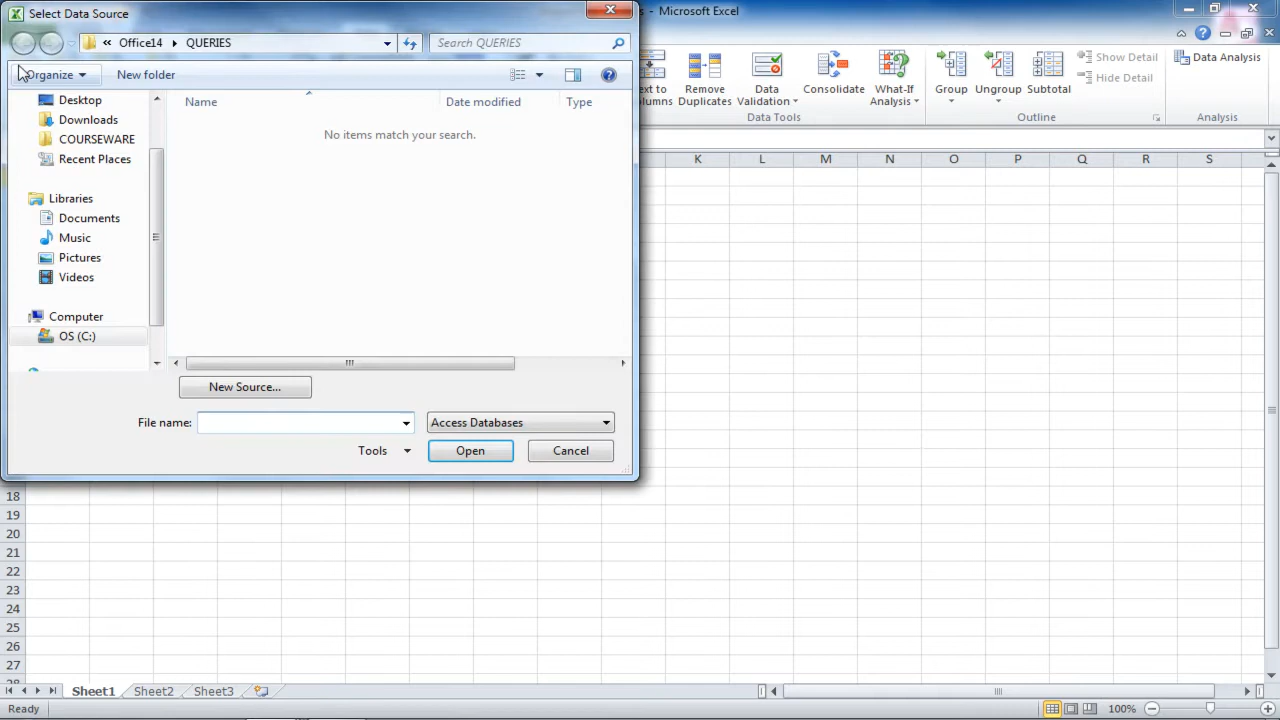 Select Data Source
- Microsoft Excel
Office14
QUERIES
Search QUERIES
Organize
New folder
Desktop
Downloads
COURSEWARE
Recent Places
Libraries
Documents
Music
Pictures
Videos
Computer
OS (C:)
Name
Date modified
Type
No items match your search.
New Source...
File name:
Access Databases
Tools
Open
Cancel
Remove Duplicates
Data Validation
Consolidate
What-If Analysis
Data Tools
Group
Ungroup
Subtotal
Show Detail
Hide Detail
Outline
Data Analysis
Analysis
K L M N O P Q R S
18
19
20
21
22
23
24
25
26
27
Sheet1 Sheet2 Sheet3
Ready
100%